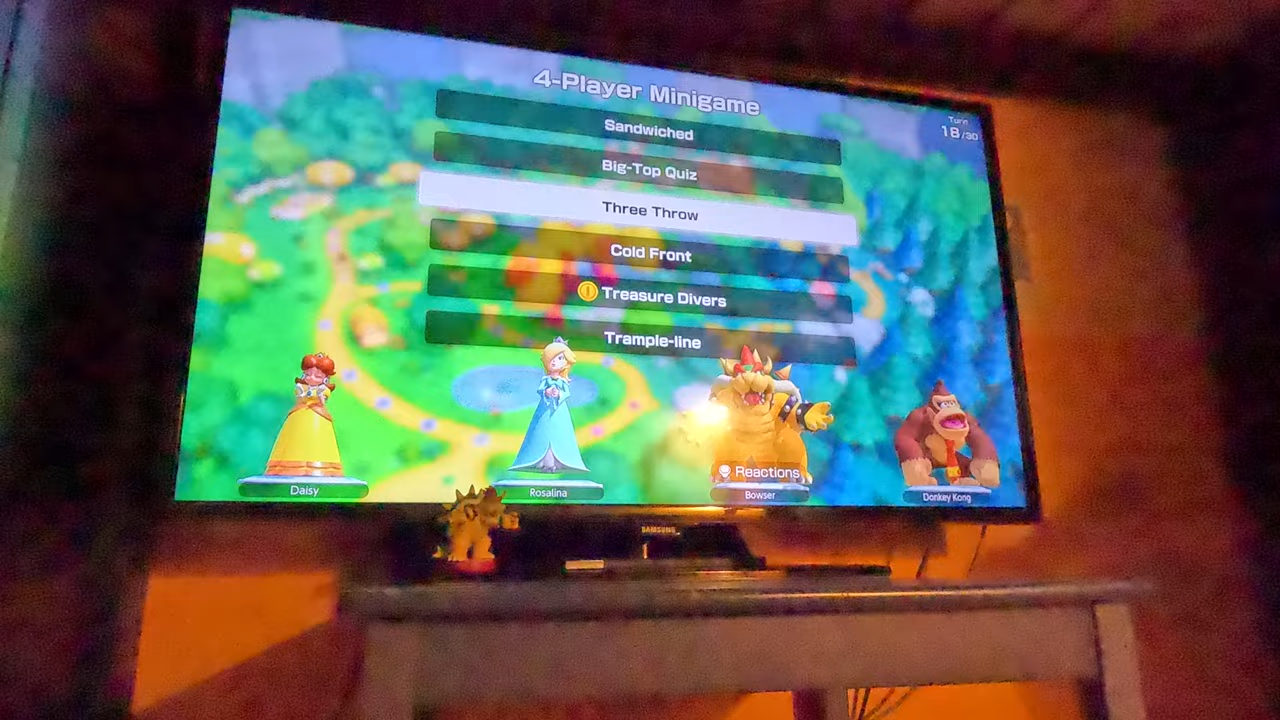 4-Player Minigame
Turn
18/30
Sandwiched
Big-Top Quiz
Three Throw
Cold Front
Treasure Divers
Trample-line
Reactions
Daisy
Rosalina
Bowser
Donkey Kong
SAMSUNG